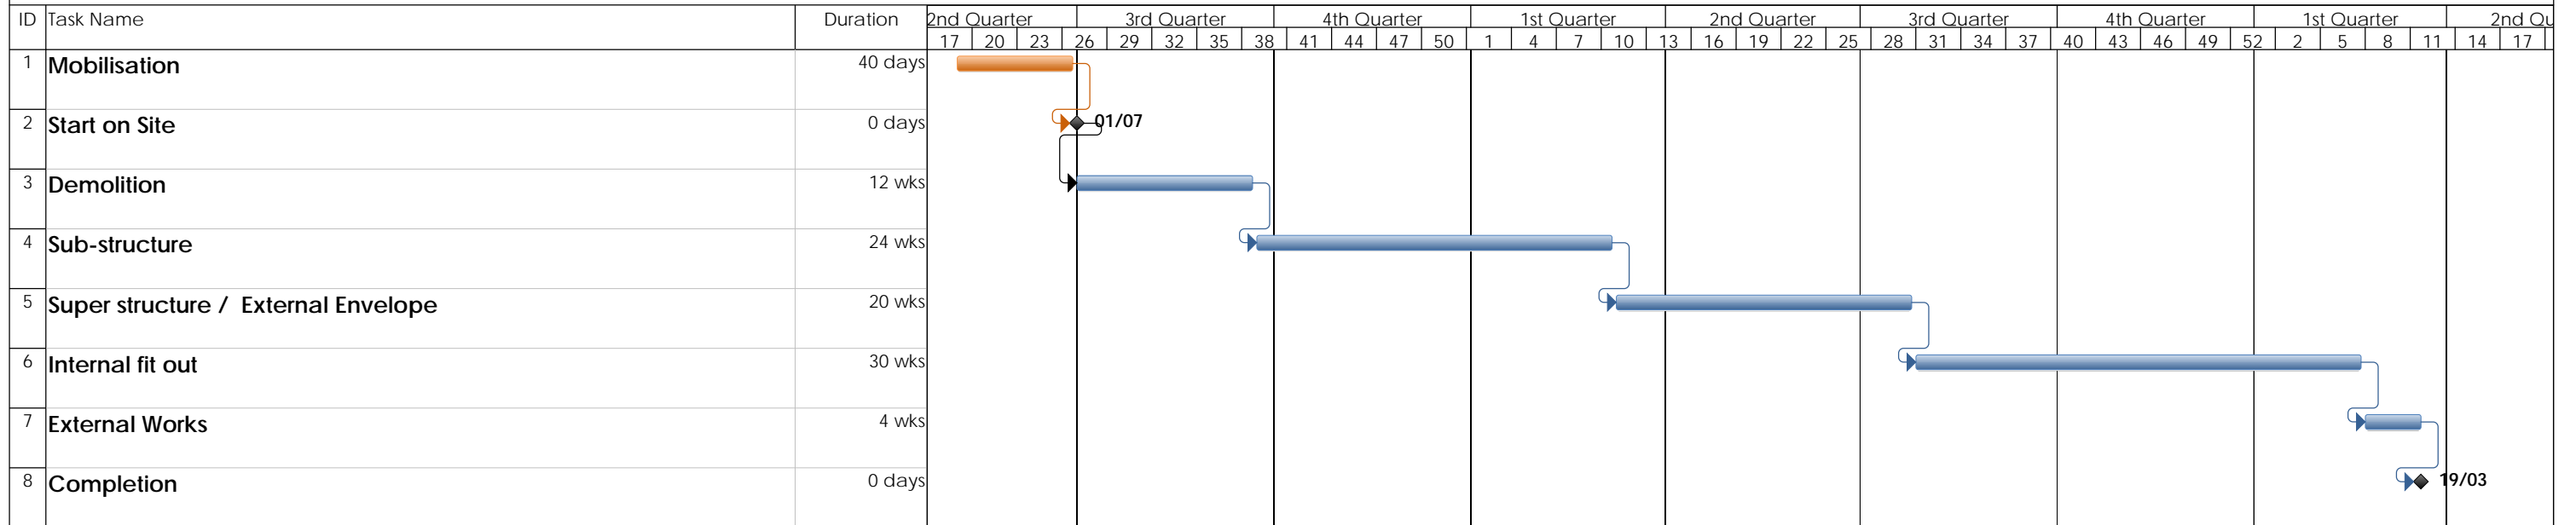 ID Task Name Duration 2nd Quarter 3rd Quarter 4th Quarter 1st Quarter 2nd Quarter 3rd Quarter 4th Quarter 1st Quarter 2nd Qu
17 20 23 26 29 32 35 38 41 44 47 50 1 4 7 10 13 16 19 22 25 28 31 34 37 40 43 46 49 52 2 5 8 11 14 17
1 Mobilisation 40 days
2 Start on Site 0 days 01/07
3 Demolition 12 wks
4 Sub-structure 24 wks
5 Super structure / External Envelope 20 wks
6 Internal fit out 30 wks
7 External Works 4 wks
8 Completion 0 days 19/03